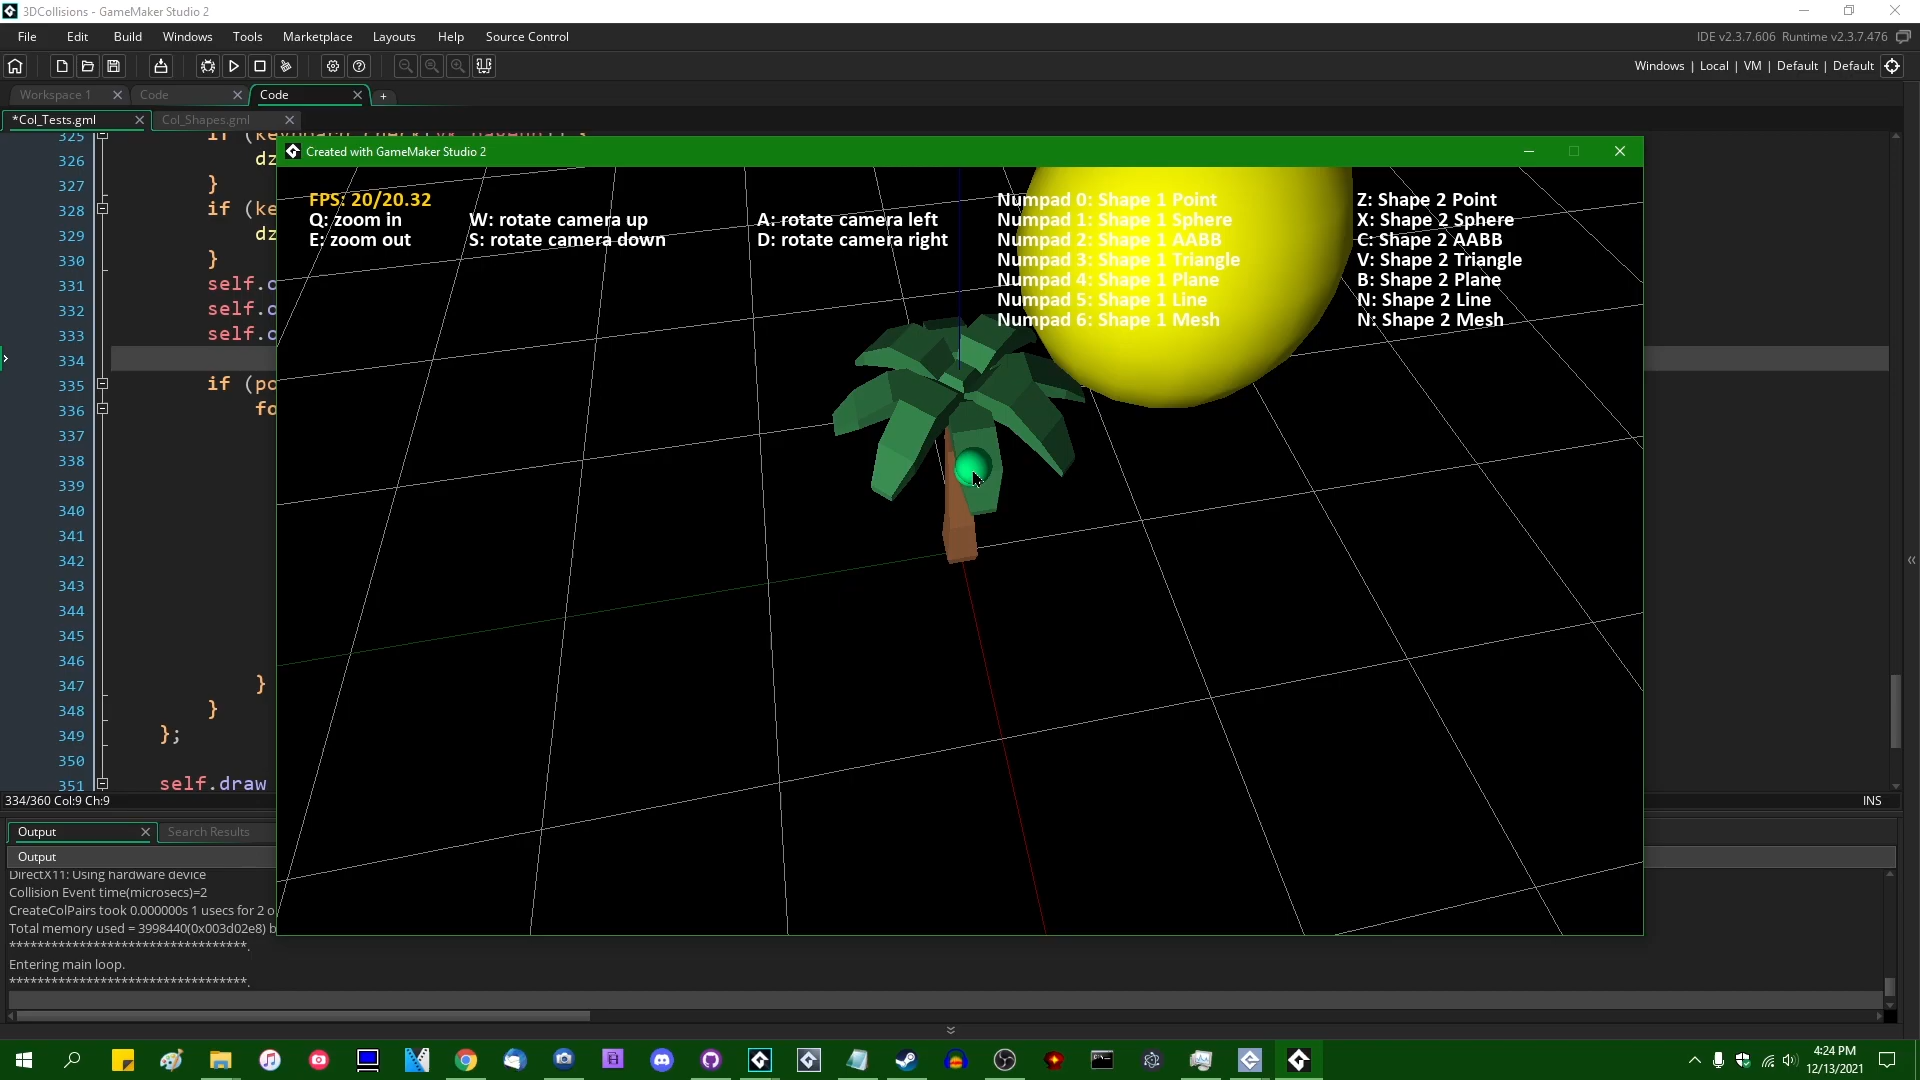 3DCollisions - GameMaker Studio 2
File Edit Build Windows Tools Marketplace Layouts Help Source Control
IDE v2.3.7.606 Runtime v2.3.7.476
Windows | Local | VM | Default | Default
Workspace 1 Code Code +
*Col_Tests.gml Col_Shapes.gml
325
326 dz
327 }
328 if (ke
329 dz
330 }
331 self.c
332 self.c
333 self.c
334
335 if (po
336 fo
337
338
339
340
341
342
343
344
345
346
347 }
348 }
349 };
350
351 self.draw
334/360 Col:9 Ch:9 INS
Created with GameMaker Studio 2
FPS: 20/20.32
Q: zoom in
E: zoom out
W: rotate camera up
S: rotate camera down
A: rotate camera left
D: rotate camera right
Numpad 0: Shape 1 Point
Numpad 1: Shape 1 Sphere
Numpad 2: Shape 1 AABB
Numpad 3: Shape 1 Triangle
Numpad 4: Shape 1 Plane
Numpad 5: Shape 1 Line
Numpad 6: Shape 1 Mesh
Z: Shape 2 Point
X: Shape 2 Sphere
C: Shape 2 AABB
V: Shape 2 Triangle
B: Shape 2 Plane
N: Shape 2 Line
N: Shape 2 Mesh
Output Search Results
Output
DirectX11: Using hardware device
Collision Event time(microsecs)=2
CreateColPairs took 0.000000s 1 usecs for 2 o
Total memory used = 3998440(0x003d02e8) b
**********************************.
Entering main loop.
**********************************.
4:24 PM
12/13/2021